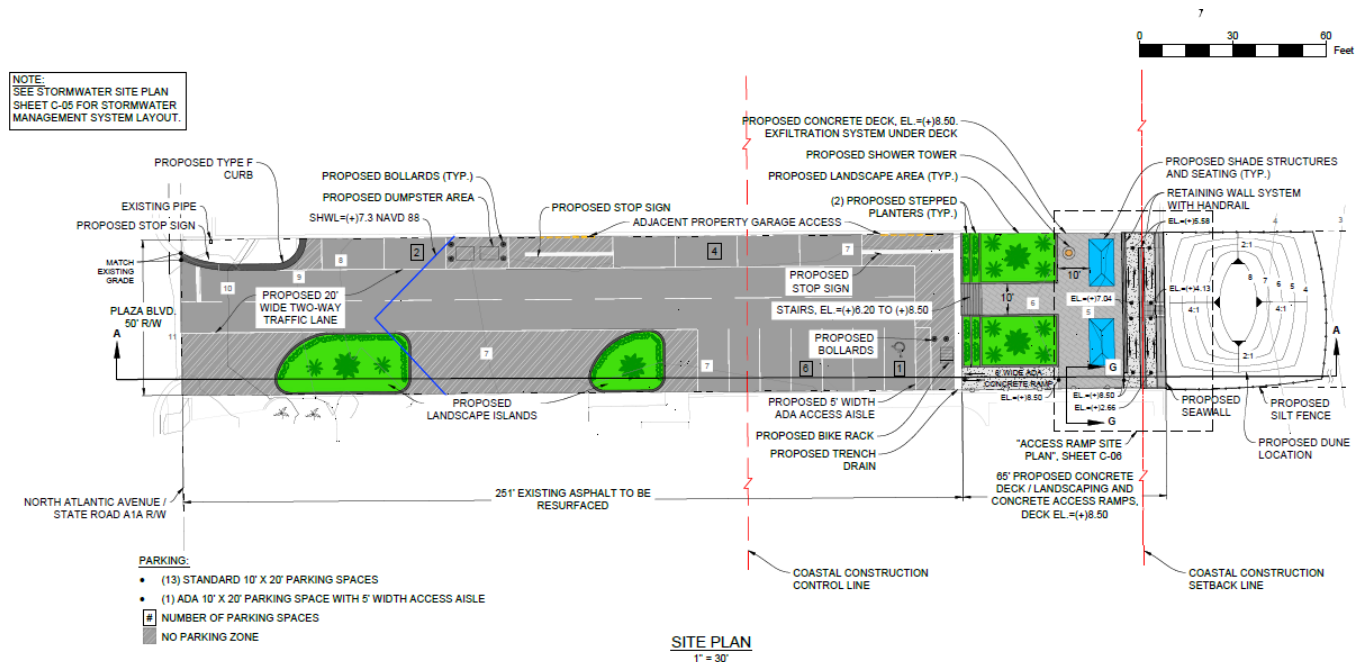 7
0 30 60
Feet
NOTE:
SEE STORMWATER SITE PLAN
SHEET C-05 FOR STORMWATER
MANAGEMENT SYSTEM LAYOUT.
PROPOSED TYPE F
CURB
EXISTING PIPE
PROPOSED STOP SIGN
MATCH
EXISTING
GRADE
PLAZA BLVD.
50' R/W
PROPOSED BOLLARDS (TYP.)
PROPOSED DUMPSTER AREA
SHWL=(+)7.3 NAVD 88
PROPOSED STOP SIGN
ADJACENT PROPERTY GARAGE ACCESS
PROPOSED CONCRETE DECK, EL.=(+)8.50.
EXFILTRATION SYSTEM UNDER DECK
PROPOSED SHOWER TOWER
PROPOSED LANDSCAPE AREA (TYP.)
(2) PROPOSED STEPPED
PLANTERS (TYP.)
PROPOSED SHADE STRUCTURES
AND SEATING (TYP.)
RETAINING WALL SYSTEM
WITH HANDRAIL
EL.=(+)5.58
4
3
8
2
4
7
10
9
PROPOSED 20'
WIDE TWO-WAY
TRAFFIC LANE
PROPOSED
STOP SIGN
STAIRS, EL.=(+)6.20 TO (+)8.50
10'
10'
6
5
EL.=(+)7.04
EL.=(+)4.13
2:1
4:1
8 7 6 5 4
4:1
2:1
11
A
A
7
7
6
1
PROPOSED
BOLLARDS
G
G
WIDE ADA
CONCRETE RAMP
EL.=(+)8.50
EL.=(+)8.50
EL.=(+)2.66
PROPOSED
LANDSCAPE ISLANDS
PROPOSED 5' WIDTH
ADA ACCESS AISLE
PROPOSED BIKE RACK
PROPOSED TRENCH
DRAIN
PROPOSED
SEAWALL
PROPOSED
SILT FENCE
PROPOSED DUNE
LOCATION
"ACCESS RAMP SITE
PLAN", SHEET C-06
NORTH ATLANTIC AVENUE /
STATE ROAD A1A R/W
251' EXISTING ASPHALT TO BE
RESURFACED
65' PROPOSED CONCRETE
DECK / LANDSCAPING AND
CONCRETE ACCESS RAMPS,
DECK EL.=(+)8.50
COASTAL CONSTRUCTION
CONTROL LINE
COASTAL CONSTRUCTION
SETBACK LINE
PARKING:
• (13) STANDARD 10' X 20' PARKING SPACES
• (1) ADA 10' X 20' PARKING SPACE WITH 5' WIDTH ACCESS AISLE
# NUMBER OF PARKING SPACES
NO PARKING ZONE
SITE PLAN
1" = 30'